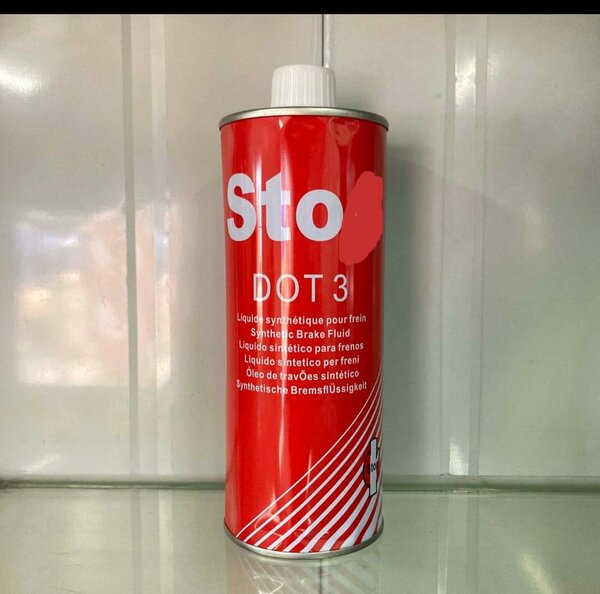 Sto
DOT 3
Liquide synthétique pour frein
Synthetic Brake Fluid
Liquido sintético para frenos
Liquido sintetico per freni
Óleo de travÕes sintético
Synthetische BremsflÜssigkeit